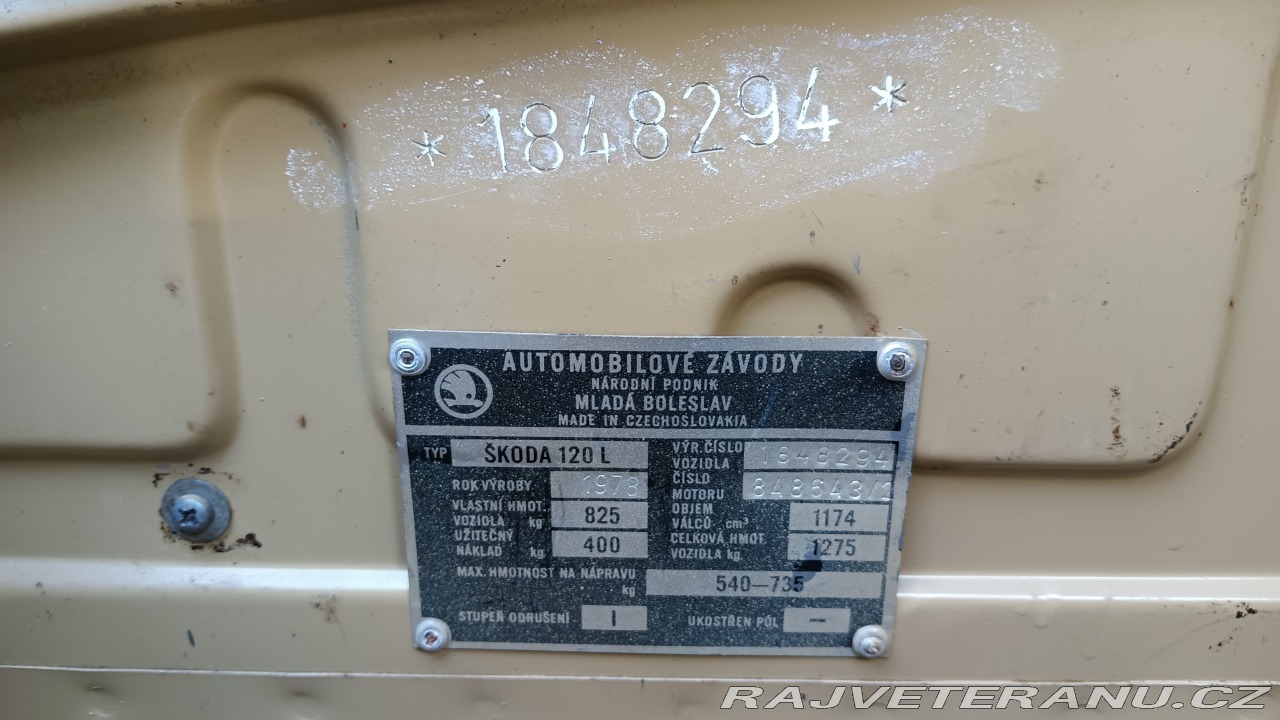 * 1848294 *
AUTOMOBILOVÉ ZÁVODY
NÁRODNÍ PODNIK
MLADÁ BOLESLAV
MADE IN CZECHOSLOVAKIA
TYP ŠKODA 120 L
ROK VÝROBY 1978
VLASTNÍ HMOT.
VOZIDLA kg 825
UŽITEČNÝ
NÁKLAD kg 400
VÝR. ČÍSLO
VOZIDLA 1848294
ČÍSLO
MOTORU 848643/2
OBJEM
VÁLCŮ cm³ 1174
CELKOVÁ HMOT.
VOZIDLA kg. 1275
MAX. HMOTNOST NA NÁPRAVU
kg 540—735
STUPEŇ ODRUŠENÍ I
UKOSTŘEN PÓL —
RAJVETERANU.CZ